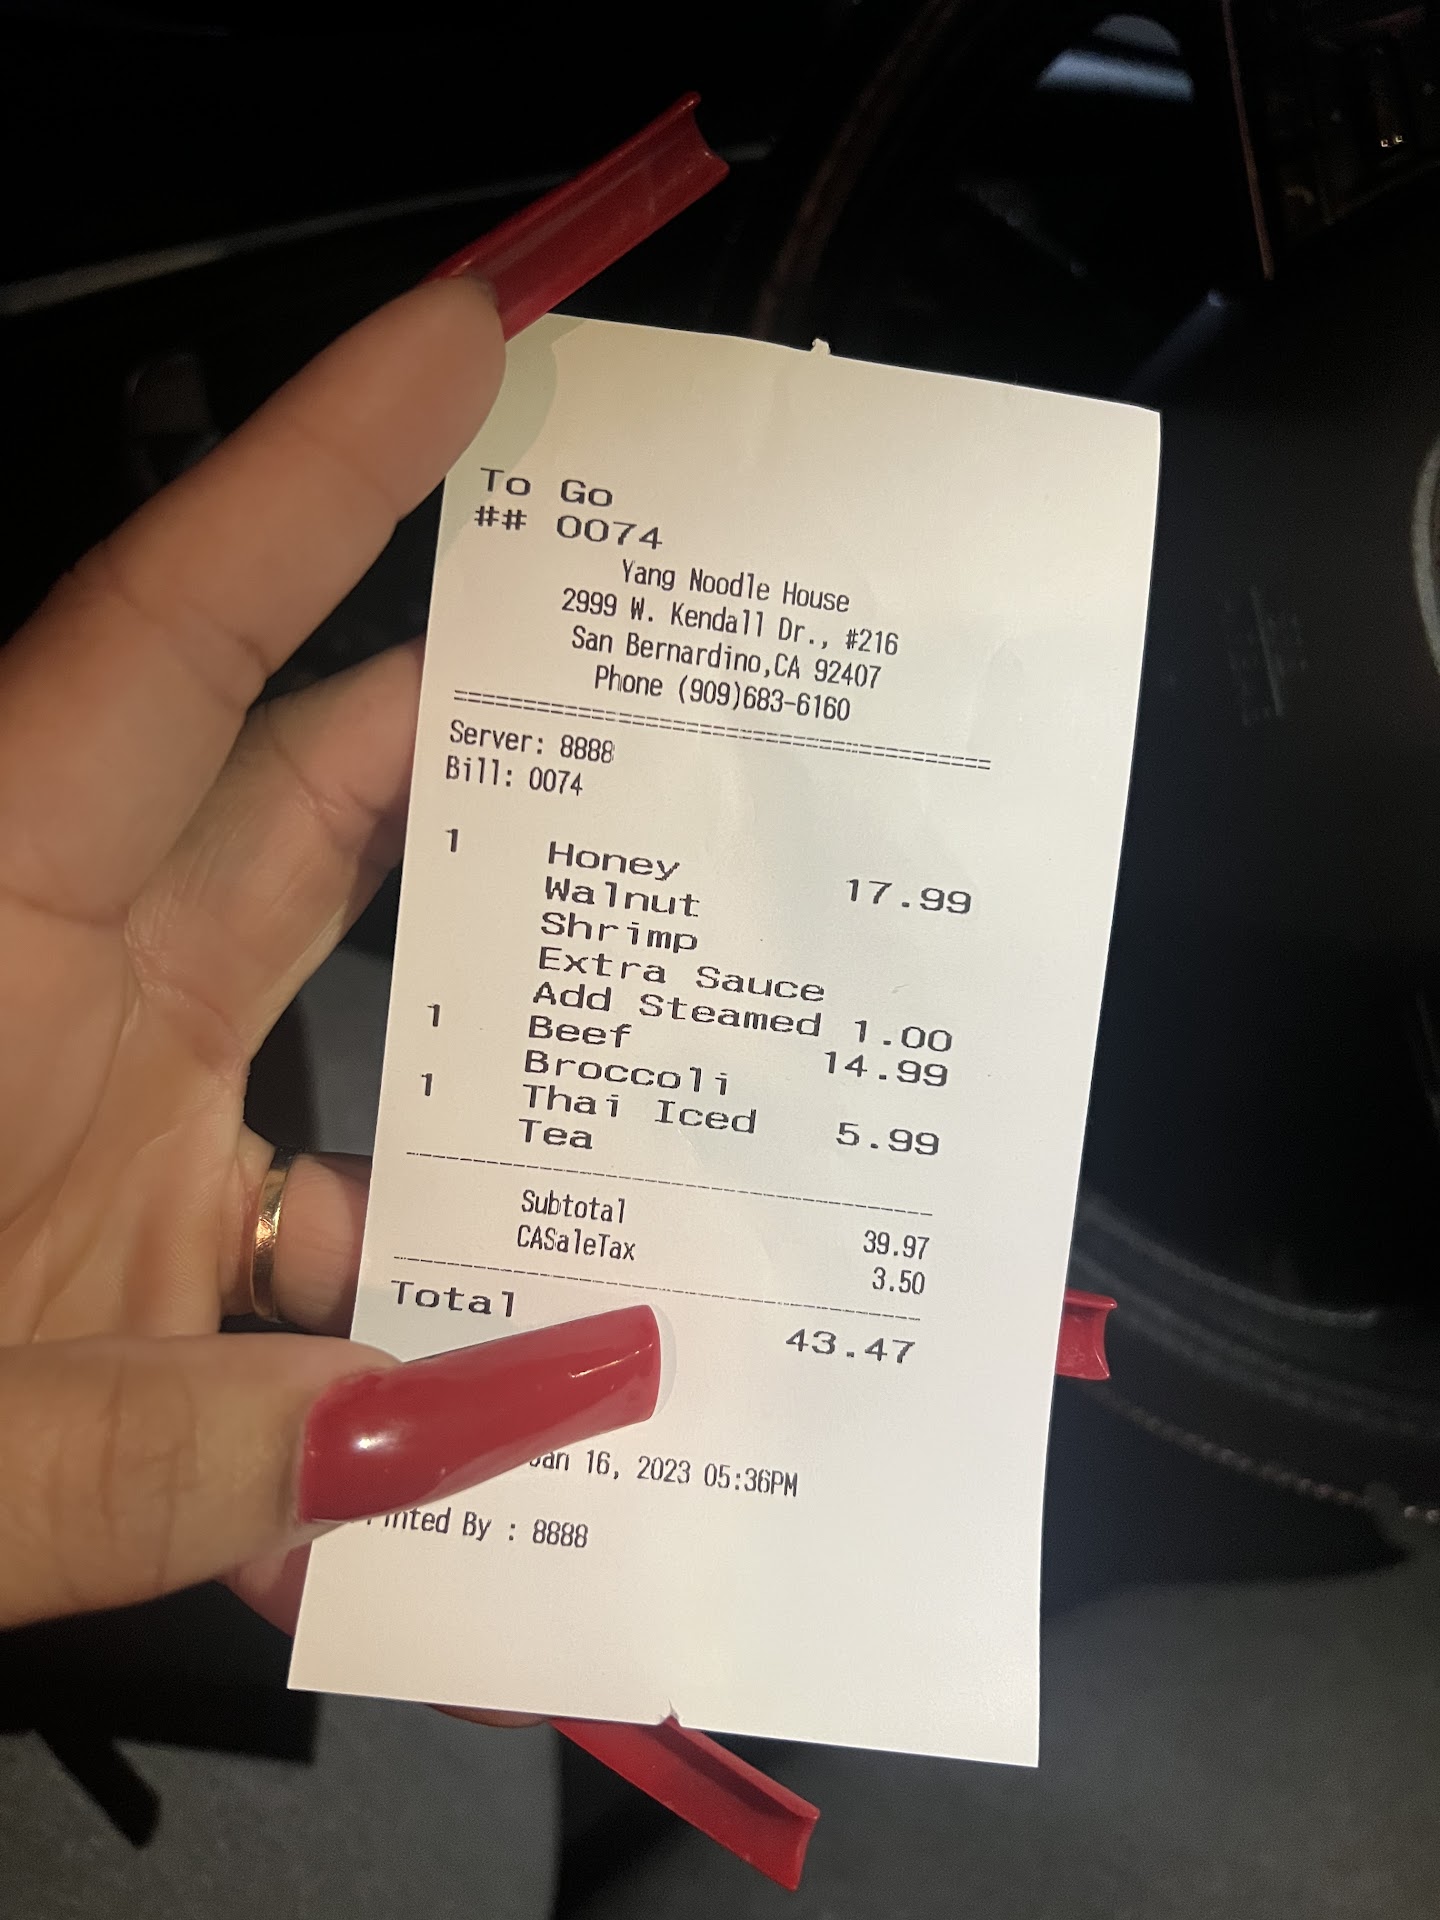 To Go
## 0074
Yang Noodle House
2999 W. Kendall Dr., #216
San Bernardino,CA 92407
Phone (909)683-6160
========================================
Server: 8888
Bill: 0074
1 Honey 17.99
Walnut
Shrimp
Extra Sauce
Add Steamed 1.00
1 Beef 14.99
Broccoli
1 Thai Iced 5.99
Tea
Subtotal 39.97
CASaleTax 3.50
Total 43.47
Jan 16, 2023 05:36PM
Printed By : 8888